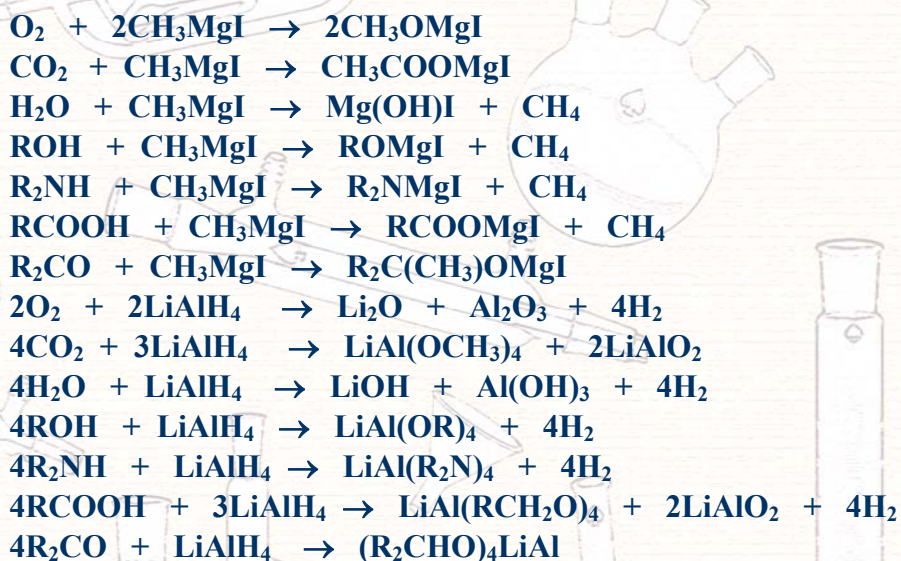 O₂ + 2CH₃MgI → 2CH₃OMgI
CO₂ + CH₃MgI → CH₃COOMgI
H₂O + CH₃MgI → Mg(OH)I + CH₄
ROH + CH₃MgI → ROMgI + CH₄
R₂NH + CH₃MgI → R₂NMgI + CH₄
RCOOH + CH₃MgI → RCOOMgI + CH₄
R₂CO + CH₃MgI → R₂C(CH₃)OMgI
2O₂ + 2LiAlH₄ → Li₂O + Al₂O₃ + 4H₂
4CO₂ + 3LiAlH₄ → LiAl(OCH₃)₄ + 2LiAlO₂
4H₂O + LiAlH₄ → LiOH + Al(OH)₃ + 4H₂
4ROH + LiAlH₄ → LiAl(OR)₄ + 4H₂
4R₂NH + LiAlH₄ → LiAl(R₂N)₄ + 4H₂
4RCOOH + 3LiAlH₄ → LiAl(RCH₂O)₄ + 2LiAlO₂ + 4H₂
4R₂CO + LiAlH₄ → (R₂CHO)₄LiAl